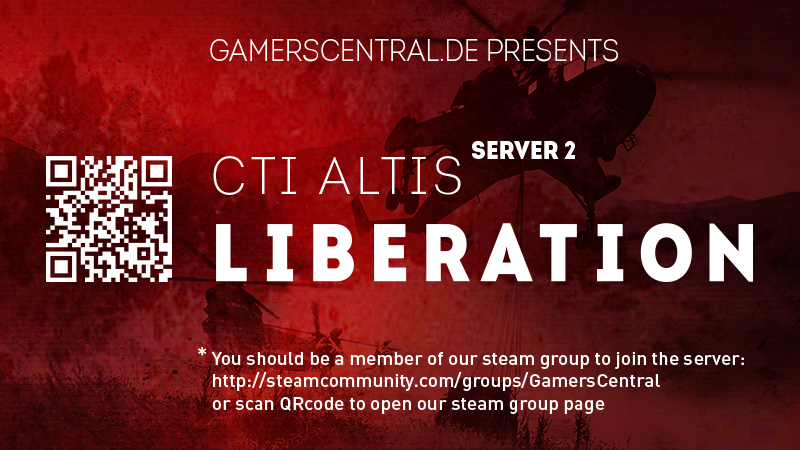 GAMERSCENTRAL.DE PRESENTS
SERVER 2
CTI ALTIS
LIBERATION
* You should be a member of our steam group to join the server:
http://steamcommunity.com/groups/GamersCentral
or scan QRcode to open our steam group page